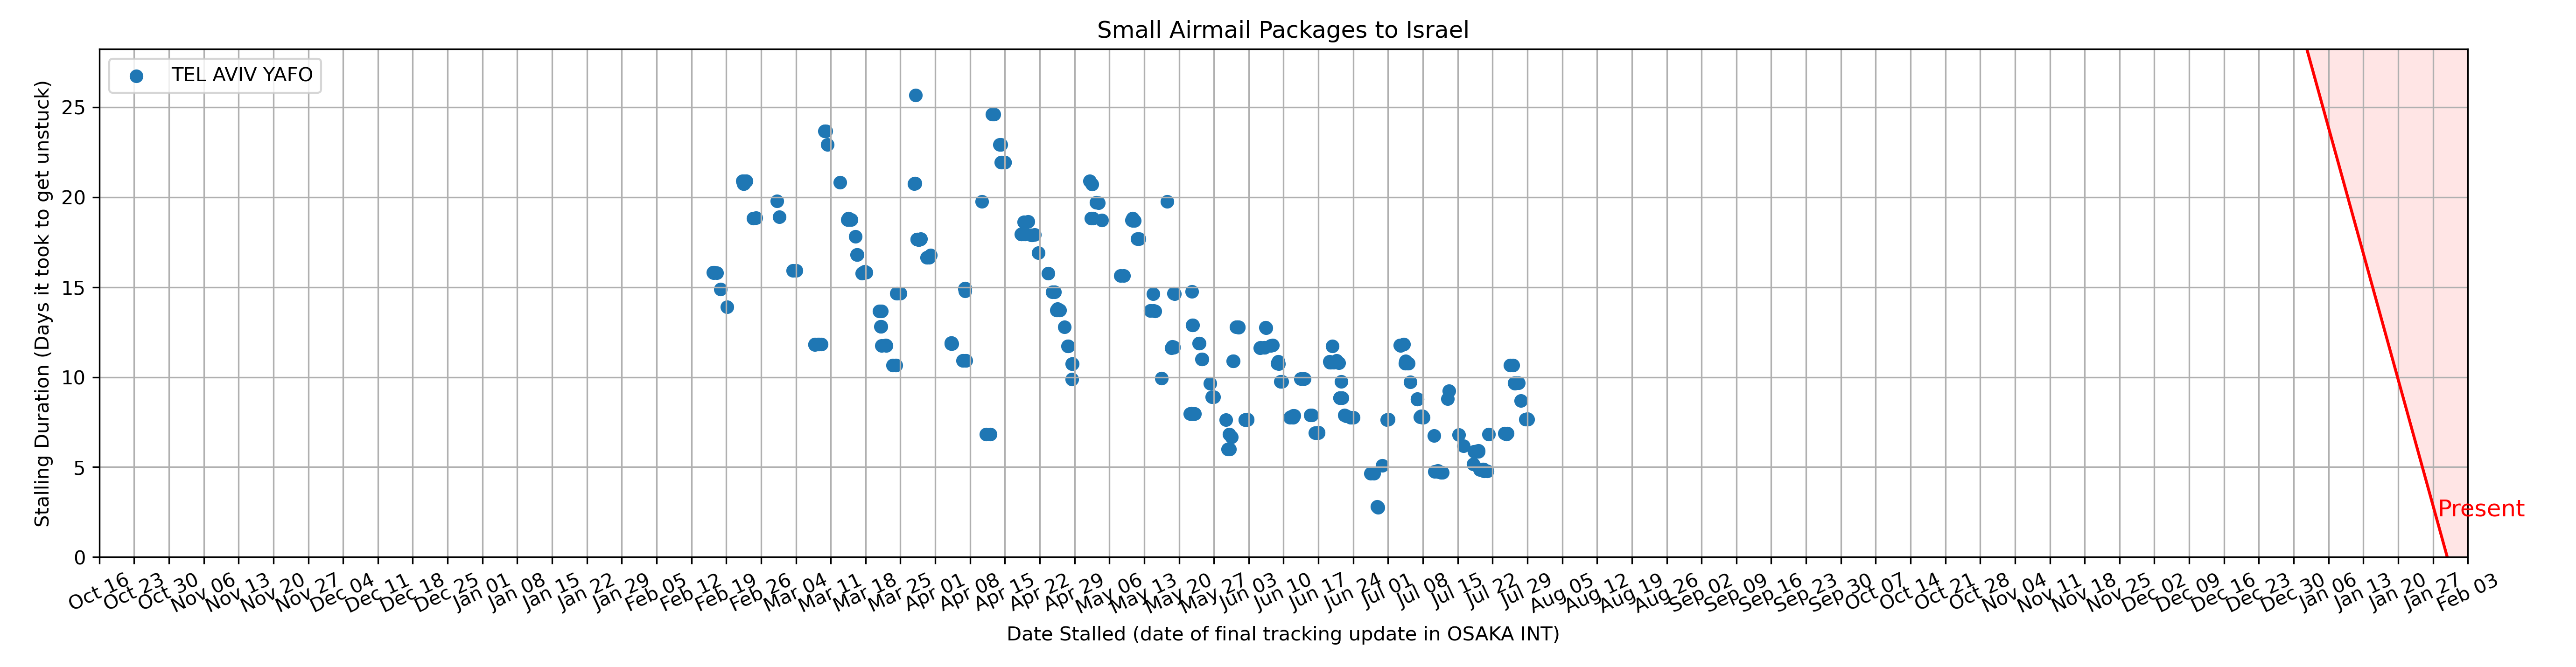 Small Airmail Packages to Israel
TEL AVIV YAFO
Stalling Duration (Days it took to get unstuck)
25
20
15
10
5
0
Present
Oct 16
Oct 23
Oct 30
Nov 06
Nov 13
Nov 20
Nov 27
Dec 04
Dec 11
Dec 18
Dec 25
Jan 01
Jan 08
Jan 15
Jan 22
Jan 29
Feb 05
Feb 12
Feb 19
Feb 26
Mar 04
Mar 11
Mar 18
Mar 25
Apr 01
Apr 08
Apr 15
Apr 22
Apr 29
May 06
May 13
May 20
May 27
Jun 03
Jun 10
Jun 17
Jun 24
Jul 01
Jul 08
Jul 15
Jul 22
Jul 29
Aug 05
Aug 12
Aug 19
Aug 26
Sep 02
Sep 09
Sep 16
Sep 23
Sep 30
Oct 07
Oct 14
Oct 21
Oct 28
Nov 04
Nov 11
Nov 18
Nov 25
Dec 02
Dec 09
Dec 16
Dec 23
Dec 30
Jan 06
Jan 13
Jan 20
Jan 27
Feb 03
Date Stalled (date of final tracking update in OSAKA INT)